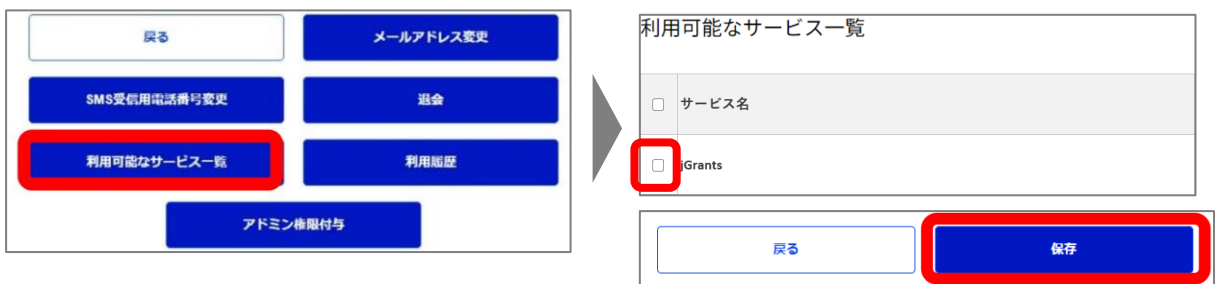 戻る
メールアドレス変更
SMS受信用電話番号変更
退会
利用可能なサービス一覧
利用履歴
アドミン権限付与
利用可能なサービス一覧
サービス名
jGrants
戻る
保存